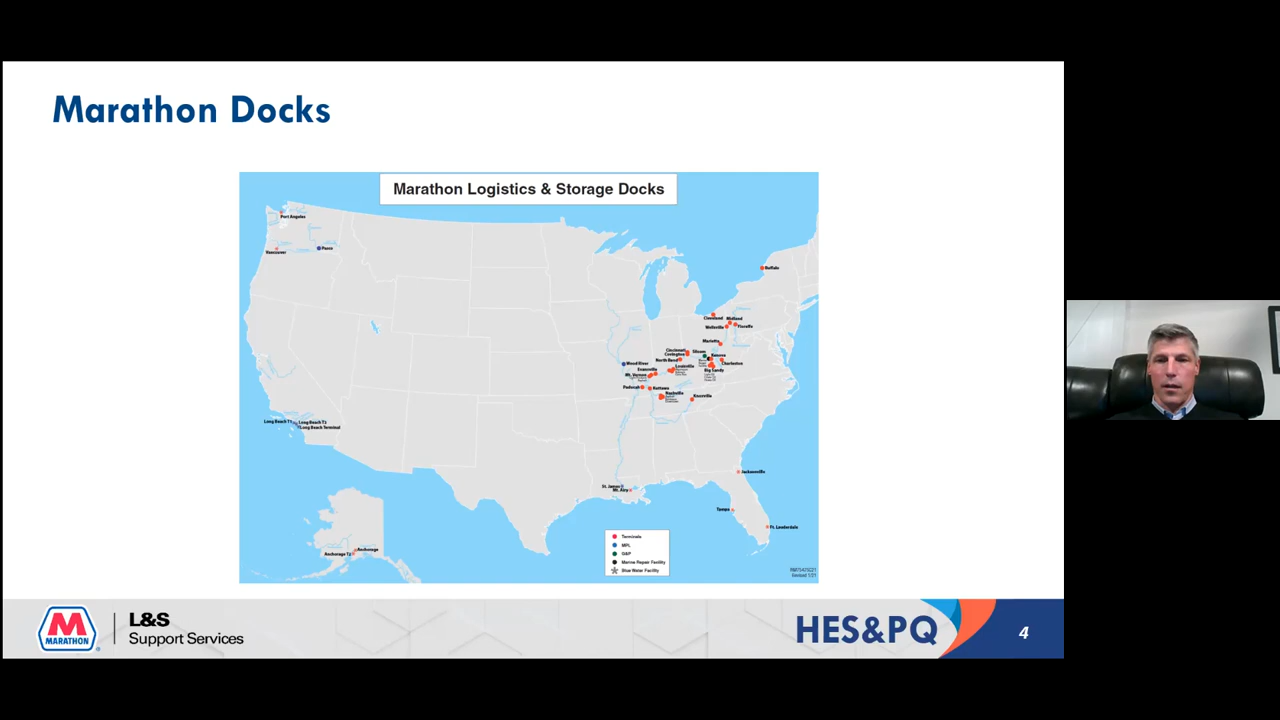 Marathon Docks
Marathon Logistics & Storage Docks
Port Angeles
Vancouver
Pasco
Buffalo
Cleveland
Midland
Wellsville
Floreffe
Marietta
Cincinnati
Covington
Siloam
Kenova
North Bend
Charleston
Wood River
Louisville
Big Sandy
Evansville
Mt. Vernon
Paducah
Kuttawa
Nashville
Knoxville
Long Beach T1
Long Beach T2
Long Beach Terminal
Jacksonville
St. James
Mt. Airy
Tampa
Ft. Lauderdale
Anchorage
Anchorage T2
Terminals
MPL
G&P
Marine Repair Facility
Blue Water Facility
Revised 1/21
MARATHON
L&S
Support Services
HES&PQ
4